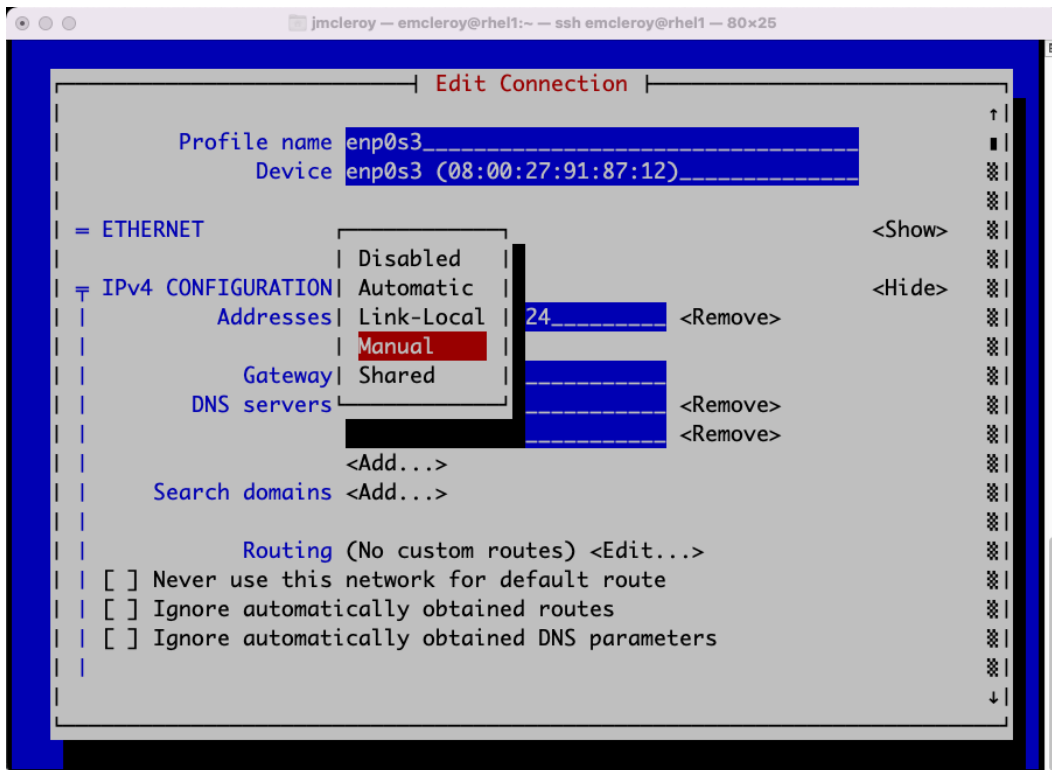 jmcleroy — emcleroy@rhel1:~ — ssh emcleroy@rhel1 — 80×25
Edit Connection
Profile name enp0s3
Device enp0s3 (08:00:27:91:87:12)
= ETHERNET <Show>
Disabled
IPv4 CONFIGURATION Automatic <Hide>
Addresses Link-Local 24 <Remove>
Manual
Gateway Shared
DNS servers <Remove>
<Remove>
<Add...>
Search domains <Add...>
Routing (No custom routes) <Edit...>
[ ] Never use this network for default route
[ ] Ignore automatically obtained routes
[ ] Ignore automatically obtained DNS parameters